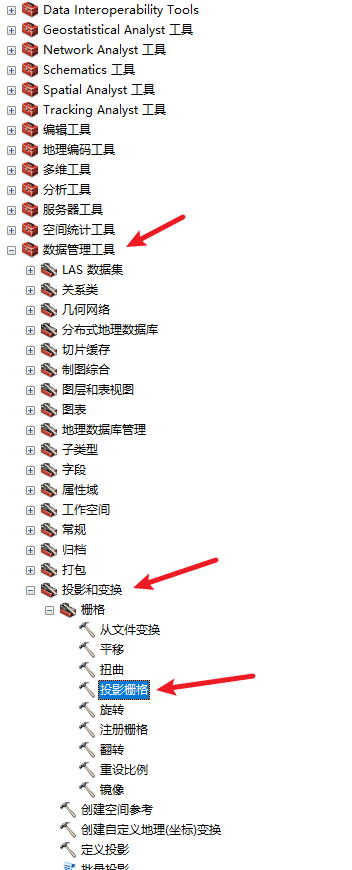 Data Interoperability Tools
Geostatistical Analyst 工具
Network Analyst 工具
Schematics 工具
Spatial Analyst 工具
Tracking Analyst 工具
编辑工具
地理编码工具
多维工具
分析工具
服务器工具
空间统计工具
数据管理工具
LAS 数据集
关系类
几何网络
分布式地理数据库
切片缓存
制图综合
图层和表视图
图表
地理数据库管理
子类型
字段
属性域
工作空间
常规
归档
打包
投影和变换
栅格
从文件变换
平移
扭曲
投影栅格
旋转
注册栅格
翻转
重设比例
镜像
创建空间参考
创建自定义地理(坐标)变换
定义投影
批量投影